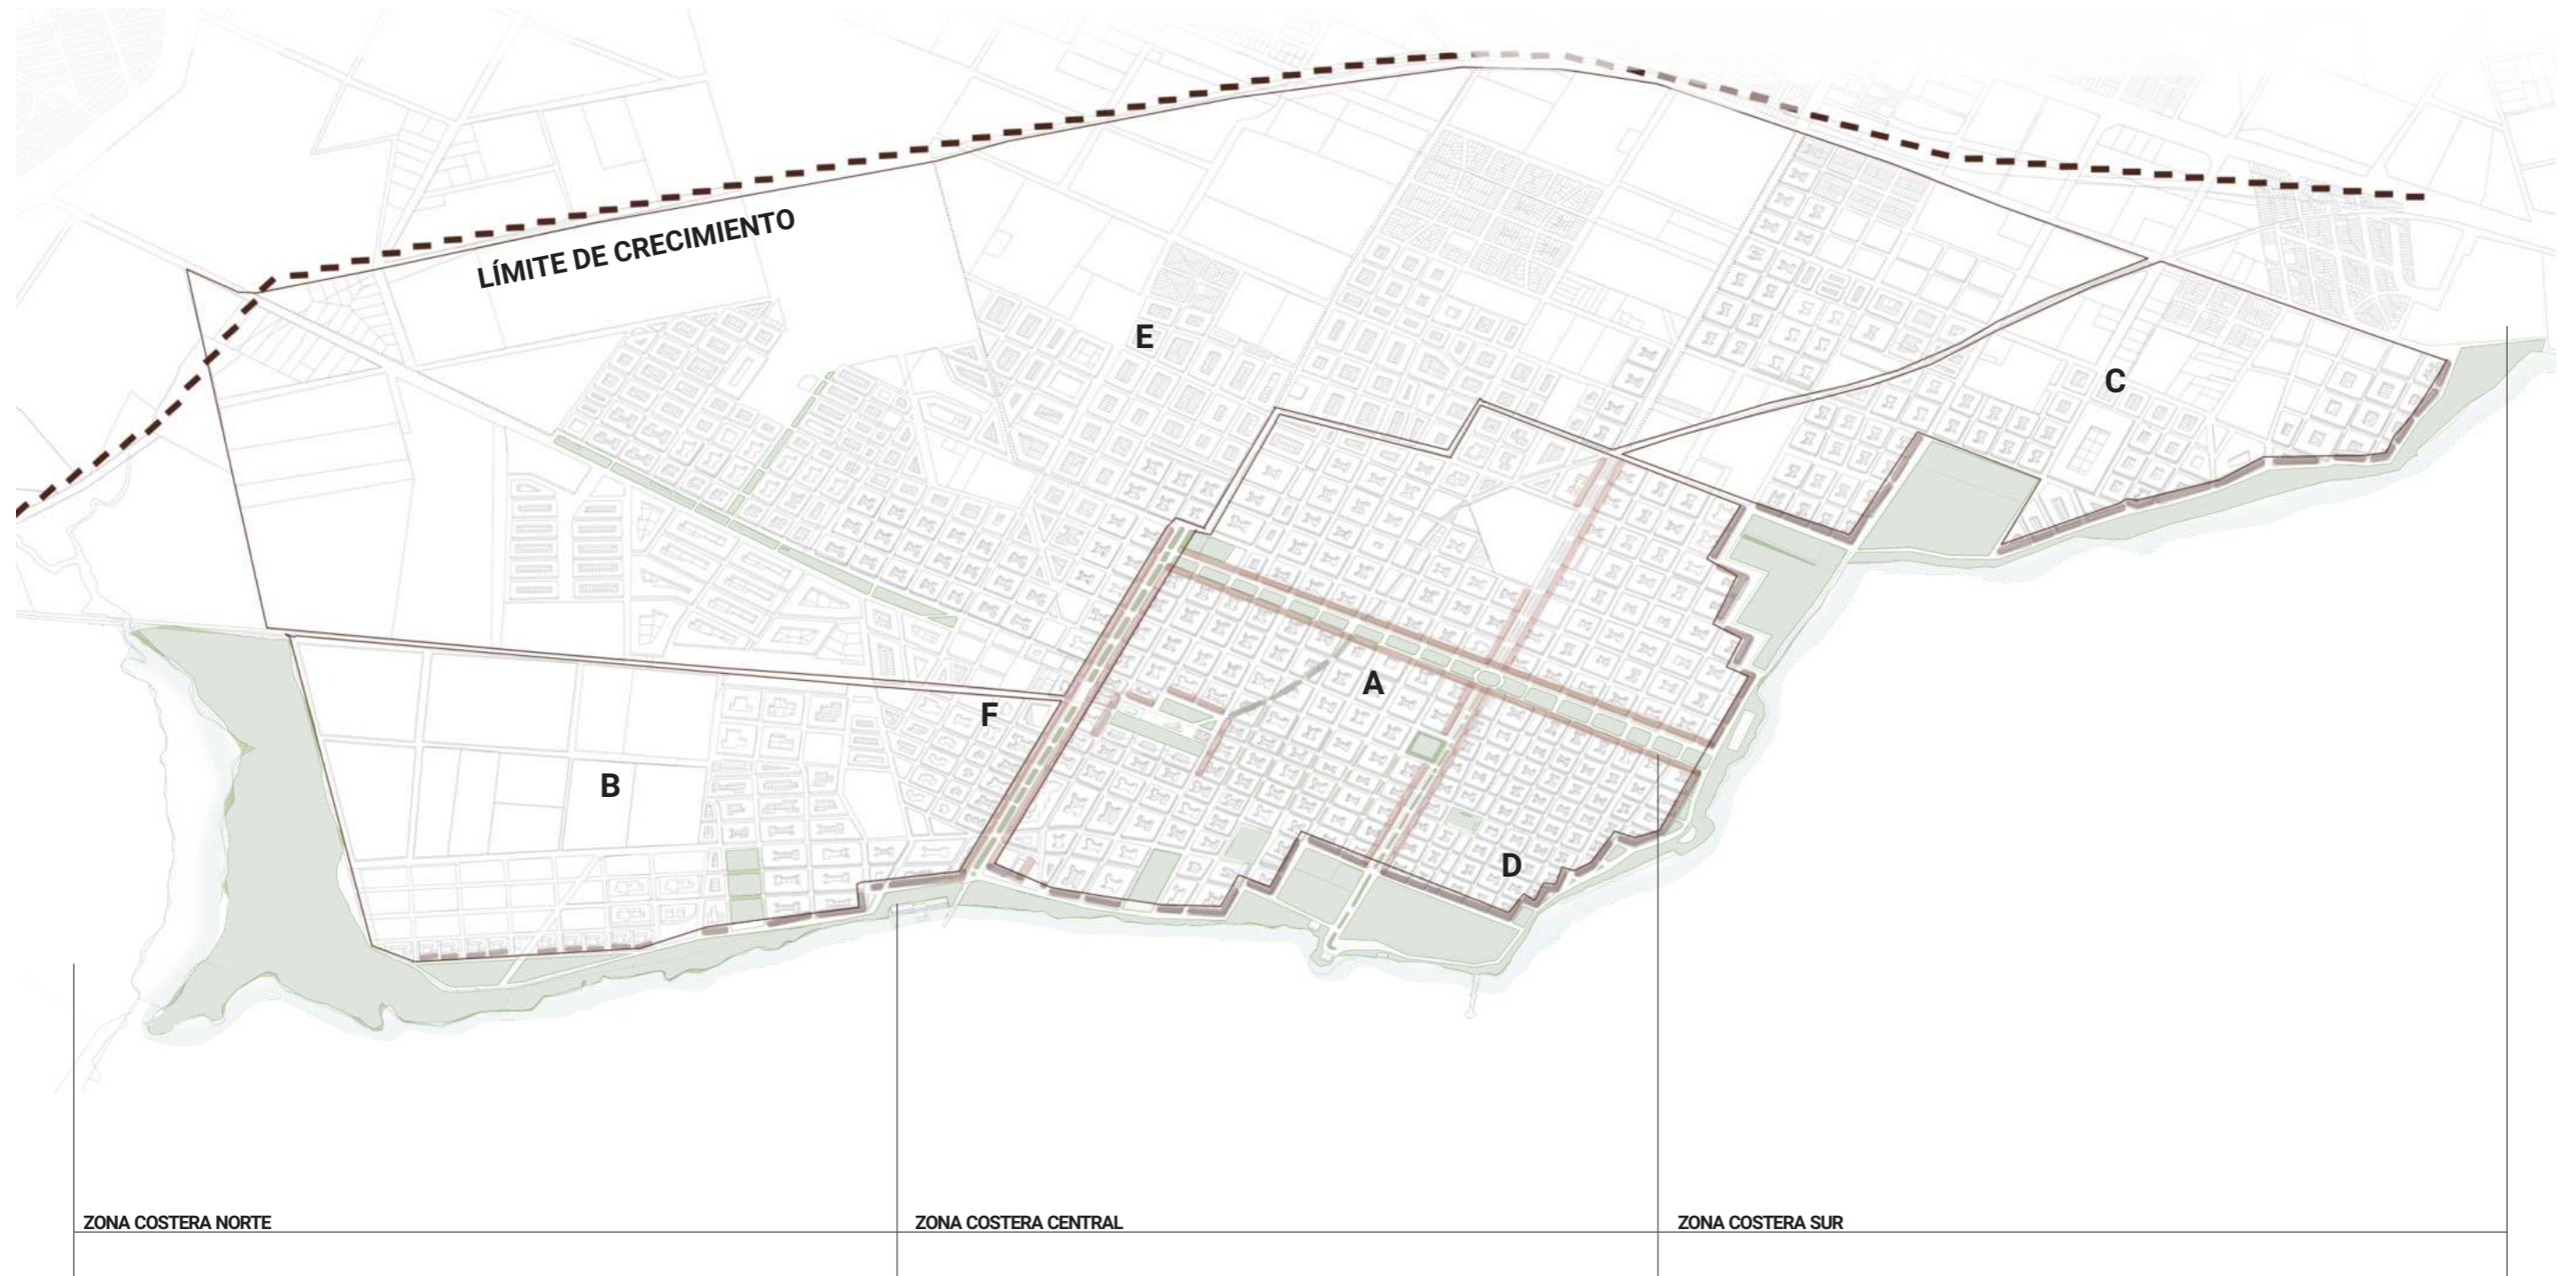 LÍMITE DE CRECIMIENTO
E
C
A
F
B
D
ZONA COSTERA NORTE
ZONA COSTERA CENTRAL
ZONA COSTERA SUR